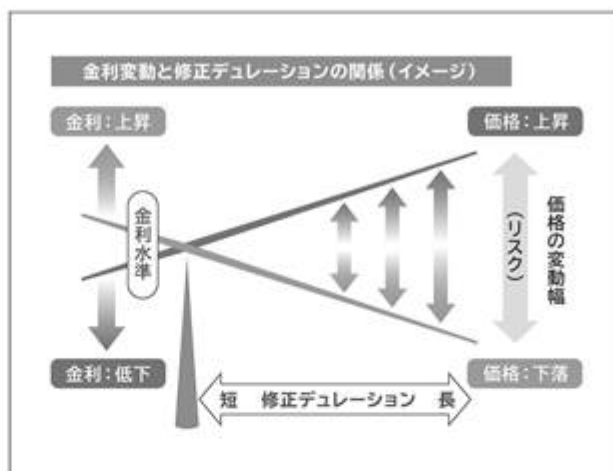 金利変動と修正デュレーションの関係（イメージ）
金利：上昇
価格：上昇
金利水準
価格の変動幅
（リスク）
金利：低下
価格：下落
短 修正デュレーション 長